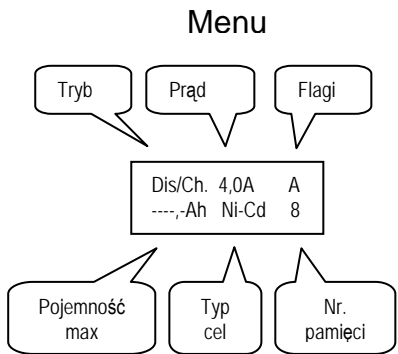 Menu
Tryb
Prąd
Flagi
Dis/Ch. 4,0A A
----,-Ah Ni-Cd 8
Pojemność
max
Typ
cel
Nr.
pamięci